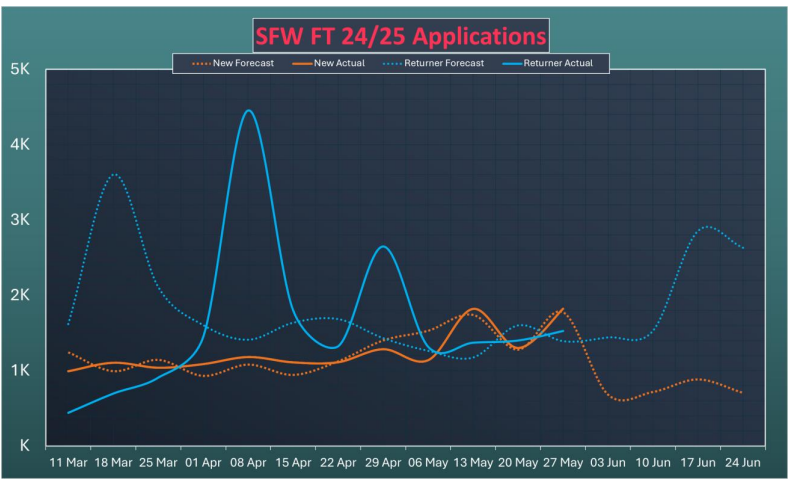 SFW FT 24/25 Applications
New Forecast New Actual Returner Forecast Returner Actual
5K
4K
3K
2K
1K
K
11 Mar 18 Mar 25 Mar 01 Apr 08 Apr 15 Apr 22 Apr 29 Apr 06 May 13 May 20 May 27 May 03 Jun 10 Jun 17 Jun 24 Jun